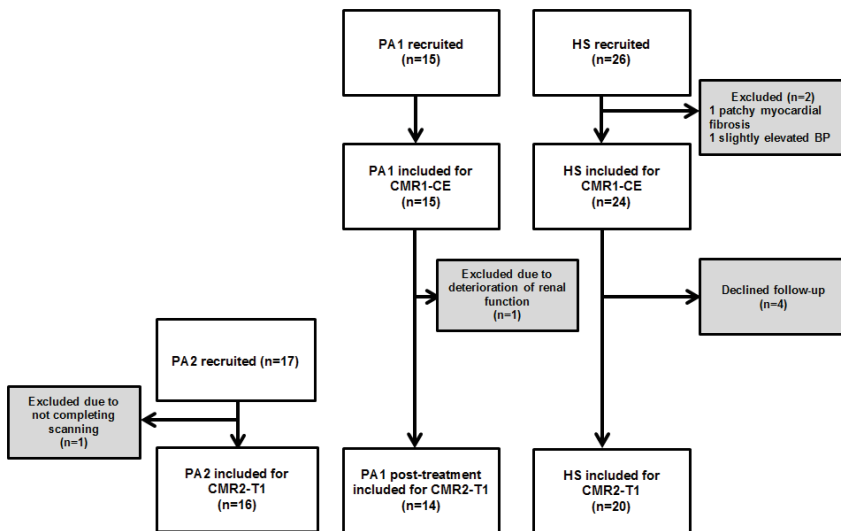 PA1 recruited
(n=15)
HS recruited
(n=26)
Excluded (n=2)
1 patchy myocardial
fibrosis
1 slightly elevated BP
PA1 included for
CMR1-CE
(n=15)
HS included for
CMR1-CE
(n=24)
Excluded due to
deterioration of renal
function
(n=1)
Declined follow-up
(n=4)
PA2 recruited (n=17)
Excluded due to
not completing
scanning
(n=1)
PA2 included for
CMR2-T1
(n=16)
PA1 post-treatment
included for CMR2-T1
(n=14)
HS included for
CMR2-T1
(n=20)